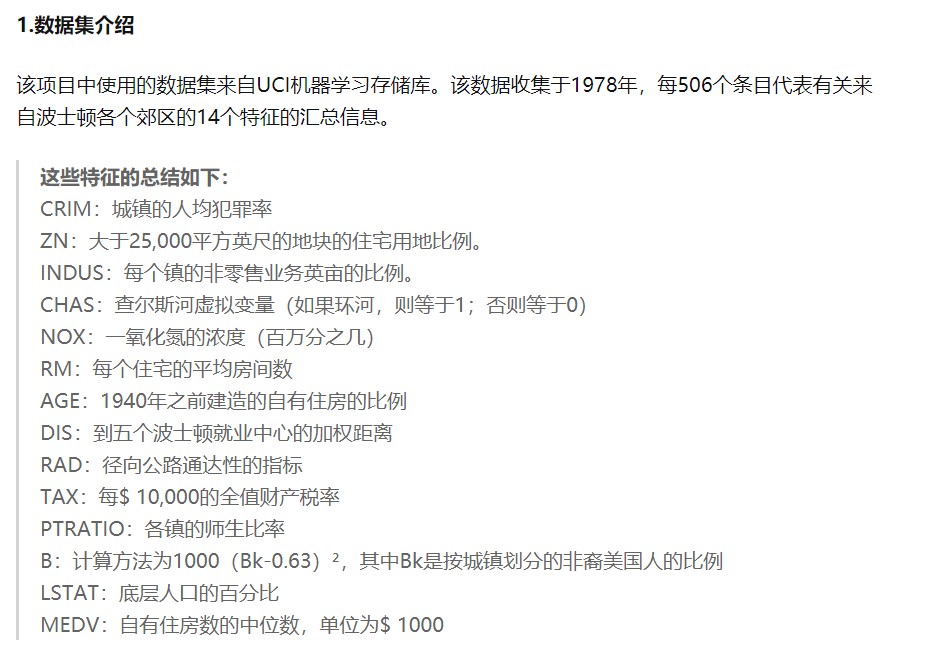 1.数据集介绍
该项目中使用的数据集来自UCI机器学习存储库。该数据收集于1978年，每506个条目代表有关来
自波士顿各个郊区的14个特征的汇总信息。
这些特征的总结如下：
CRIM：城镇的人均犯罪率
ZN：大于25,000平方英尺的地块的住宅用地比例。
INDUS：每个镇的非零售业务英亩的比例。
CHAS：查尔斯河虚拟变量（如果环河，则等于1；否则等于0）
NOX：一氧化氮的浓度（百万分之几）
RM：每个住宅的平均房间数
AGE：1940年之前建造的自有住房的比例
DIS：到五个波士顿就业中心的加权距离
RAD：径向公路通达性的指标
TAX：每$ 10,000的全值财产税率
PTRATIO：各镇的师生比率
B：计算方法为1000（Bk-0.63）²，其中Bk是按城镇划分的非裔美国人的比例
LSTAT：底层人口的百分比
MEDV：自有住房数的中位数，单位为$ 1000